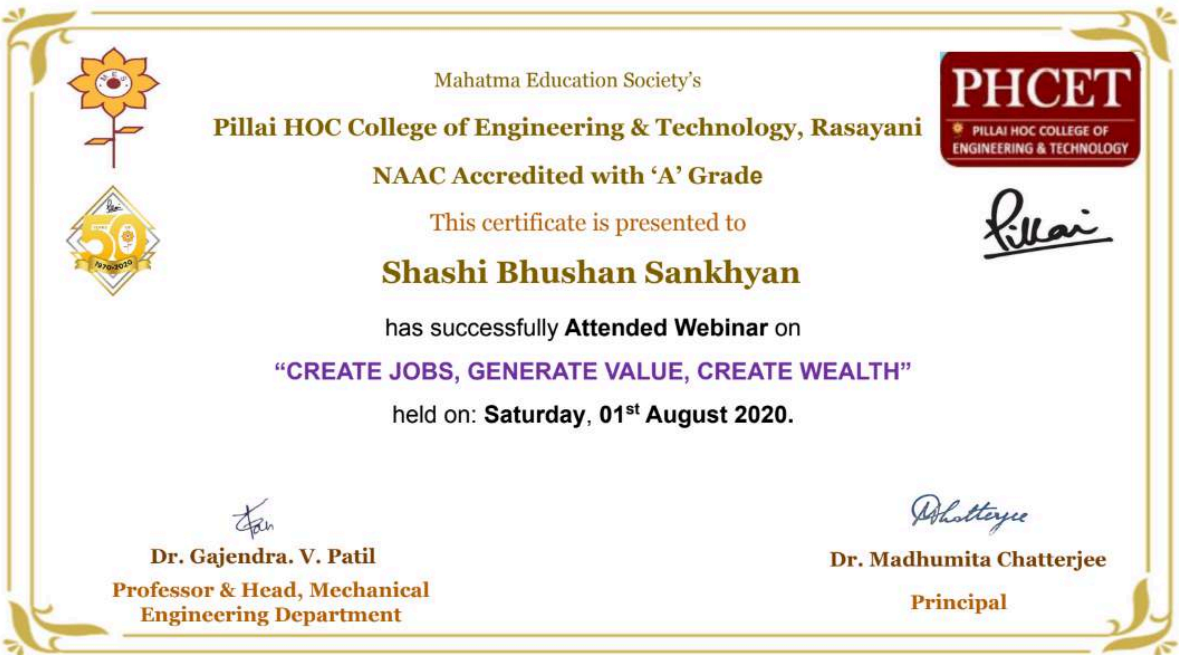 M E S
Mahatma Education Society’s
PHCET
PILLAI HOC COLLEGE OF
ENGINEERING & TECHNOLOGY
Pillai HOC College of Engineering & Technology, Rasayani
NAAC Accredited with ‘A’ Grade
50
1970-2020
This certificate is presented to
Pillai
Shashi Bhushan Sankhyan
has successfully Attended Webinar on
“CREATE JOBS, GENERATE VALUE, CREATE WEALTH”
held on: Saturday, 01st August 2020.
Dr. Gajendra. V. Patil
Professor & Head, Mechanical
Engineering Department
Chatterjee
Dr. Madhumita Chatterjee
Principal